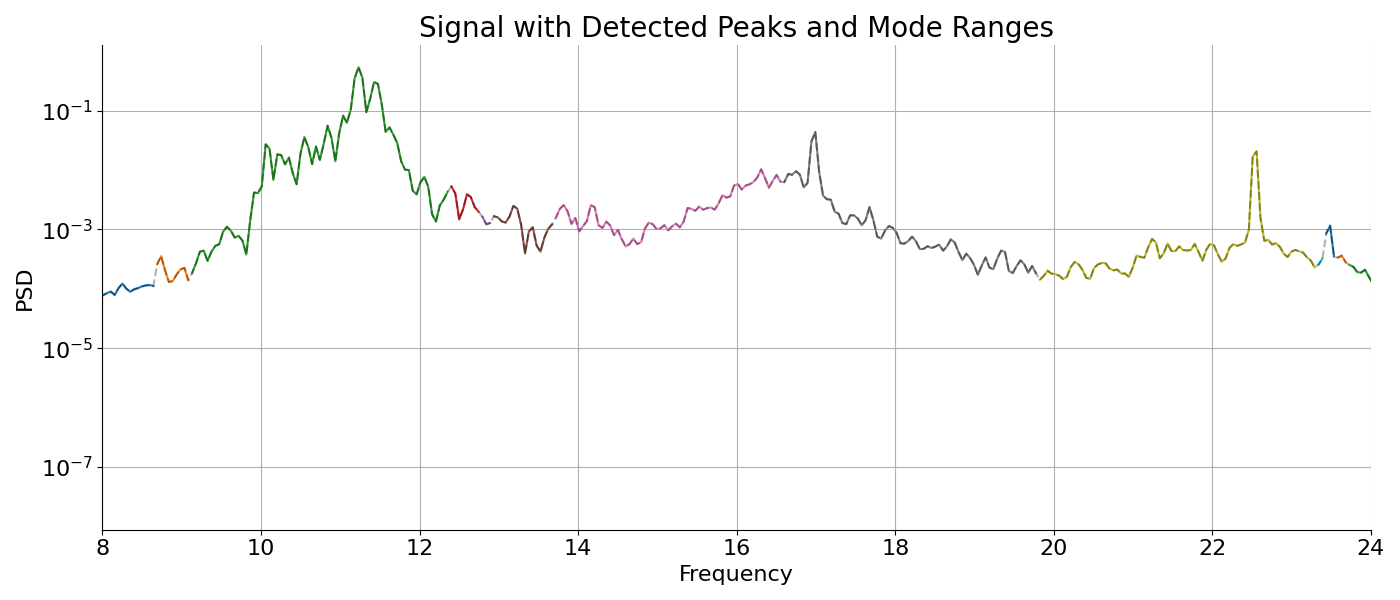 Signal with Detected Peaks and Mode Ranges
PSD
10⁻¹
10⁻³
10⁻⁵
10⁻⁷
8 10 12 14 16 18 20 22 24
Frequency